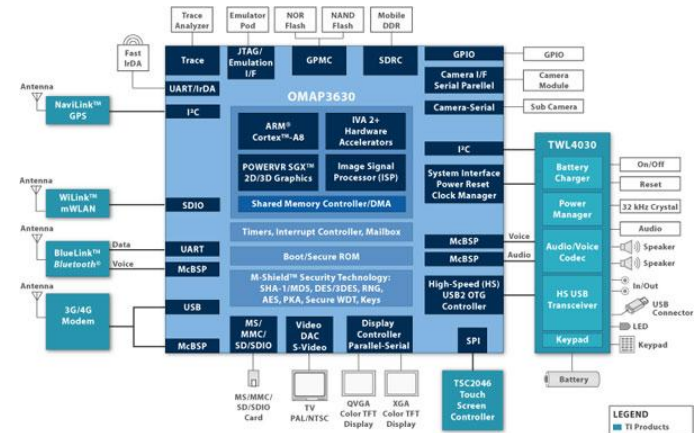 Trace
Analyzer
Emulator
Pod
NOR
Flash
NAND
Flash
Mobile
DDR
Fast
IrDA
Trace
JTAG/
Emulation
I/F
GPMC
SDRC
GPIO
GPIO
UART/IrDA
Camera I/F
Serial Parellel
Camera
Module
Antenna
NaviLink™
GPS
I²C
OMAP3630
Camera-Serial
Sub Camera
ARM®
Cortex™-A8
IVA 2+
Hardware
Accelerators
I²C
TWL4030
POWERVR SGX™
2D/3D Graphics
Image Signal
Processor (ISP)
System Interface
Power Reset
Clock Manager
Battery
Charger
On/Off
Reset
Antenna
WiLink™
mWLAN
SDIO
Shared Memory Controller/DMA
Power
Manager
32 kHz Crystal
Audio
Timers, Interrupt Controller, Mailbox
Antenna
BlueLink™
Bluetooth®
Data
Voice
UART
McBSP
Boot/Secure ROM
McBSP
McBSP
Voice
Audio
Audio/Voice
Codec
Speaker
Speaker
M-Shield™ Security Technology:
SHA-1/MD5, DES/3DES, RNG,
AES, PKA, Secure WDT, Keys
High-Speed (HS)
USB2 OTG
Controller
HS USB
Transceiver
In/Out
USB
Connector
LED
Antenna
3G/4G
Modem
USB
McBSP
MS/
MMC/
SD/SDIO
Video
DAC
S-Video
Display
Controller
Parallel-Serial
SPI
Keypad
Keypad
MS/MMC/
SD/SDIO
Card
TV
PAL/NTSC
QVGA
Color TFT
Display
XGA
Color TFT
Display
TSC2046
Touch
Screen
Controller
Battery
LEGEND
TI Products